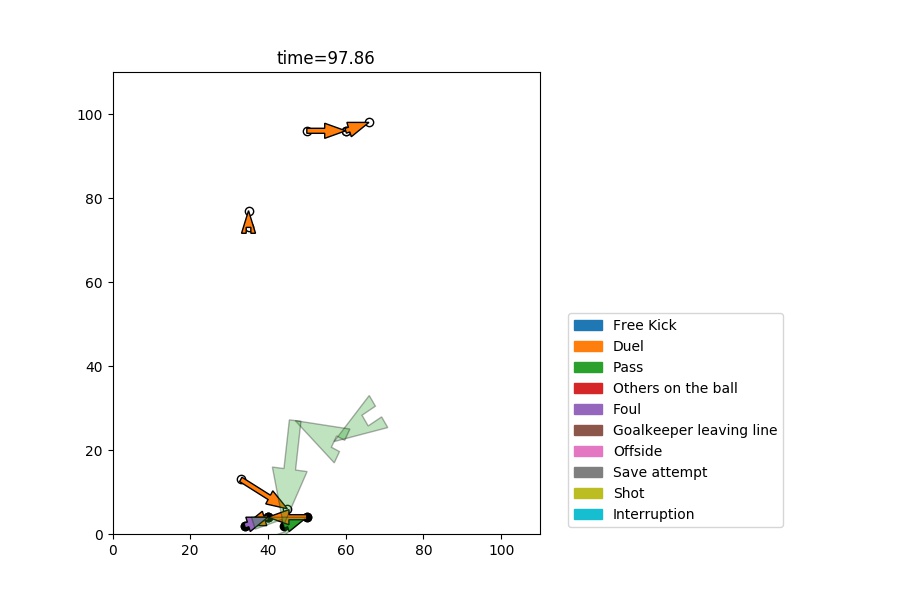 time=97.86
100
80
60
40
20
0
0 20 40 60 80 100
Free Kick
Duel
Pass
Others on the ball
Foul
Goalkeeper leaving line
Offside
Save attempt
Shot
Interruption